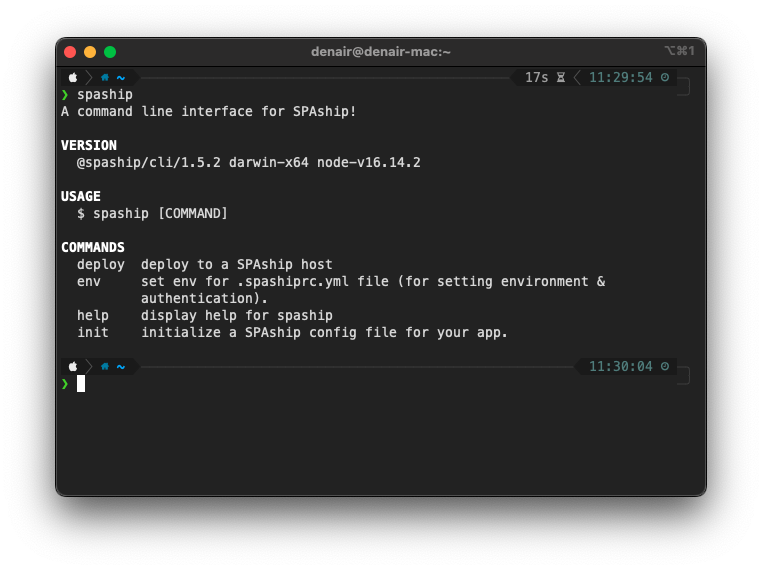 denair@denair-mac:~
⌥⌘1
~ 17s 11:29:54
❯ spaship
A command line interface for SPAship!
VERSION
@spaship/cli/1.5.2 darwin-x64 node-v16.14.2
USAGE
$ spaship [COMMAND]
COMMANDS
deploy deploy to a SPAship host
env set env for .spashiprc.yml file (for setting environment &
authentication).
help display help for spaship
init initialize a SPAship config file for your app.
~ 11:30:04
❯